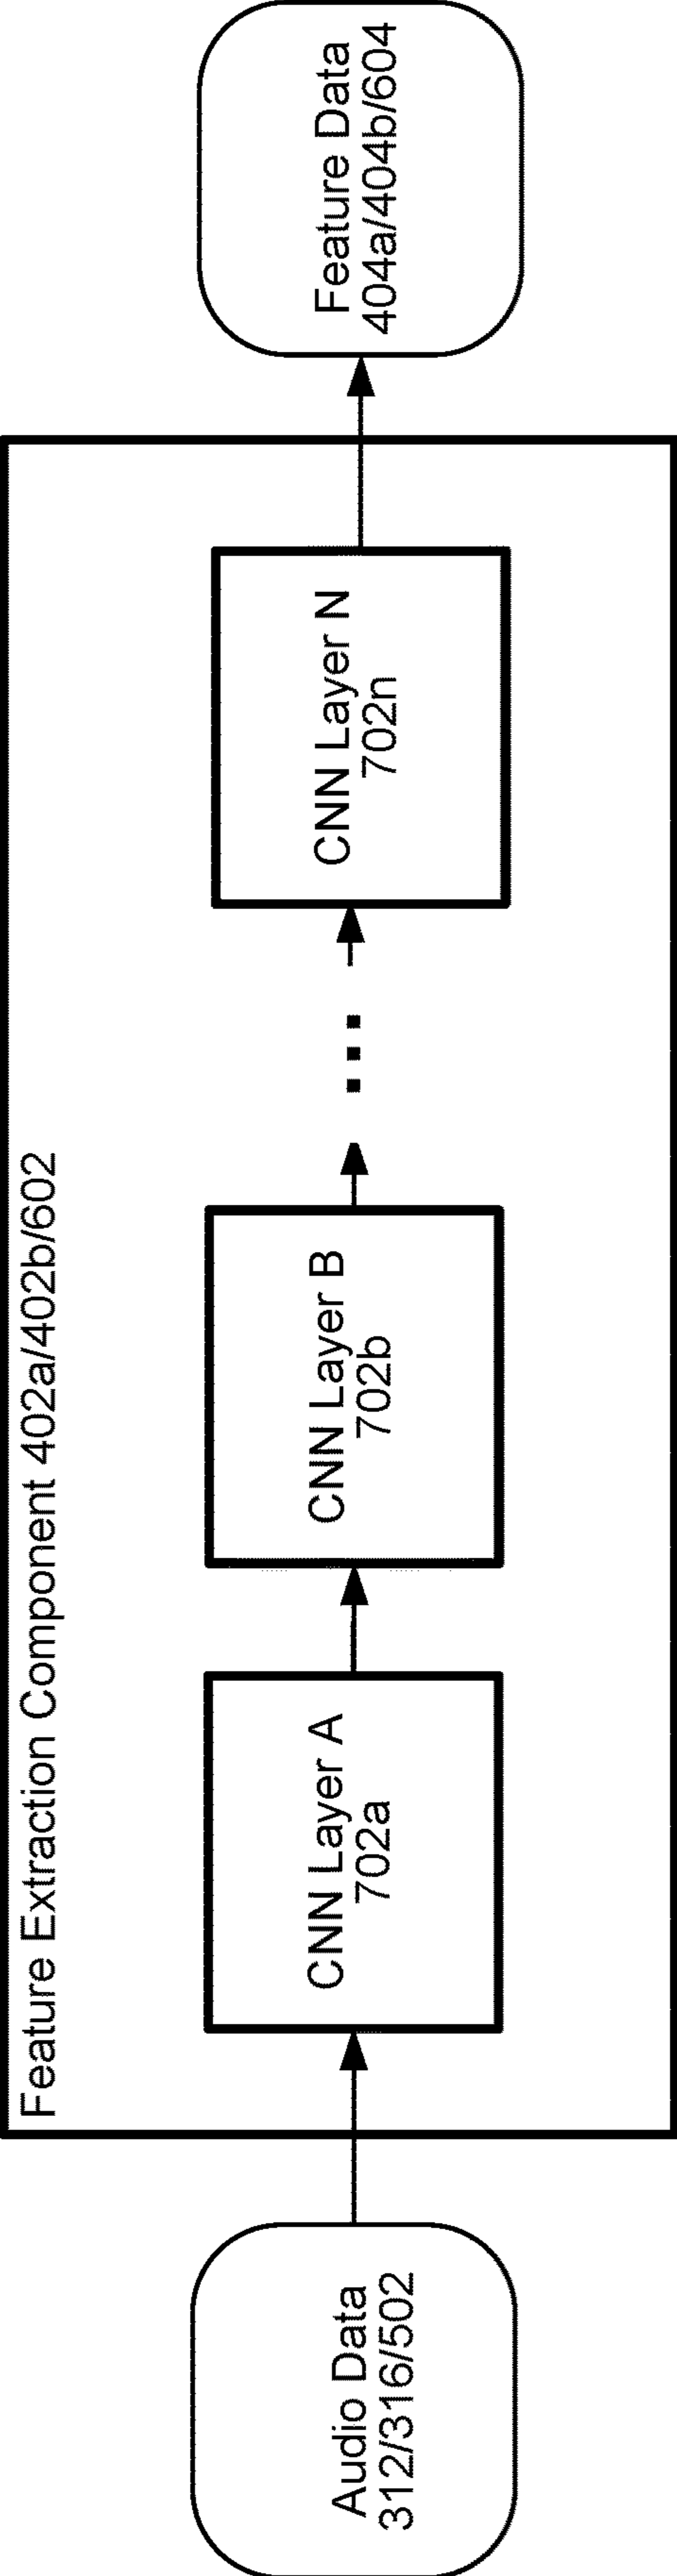 Feature Extraction Component 402a/402b/602
Audio Data
312/316/502
CNN Layer A
702a
CNN Layer B
702b
...
CNN Layer N
702n
Feature Data
404a/404b/604